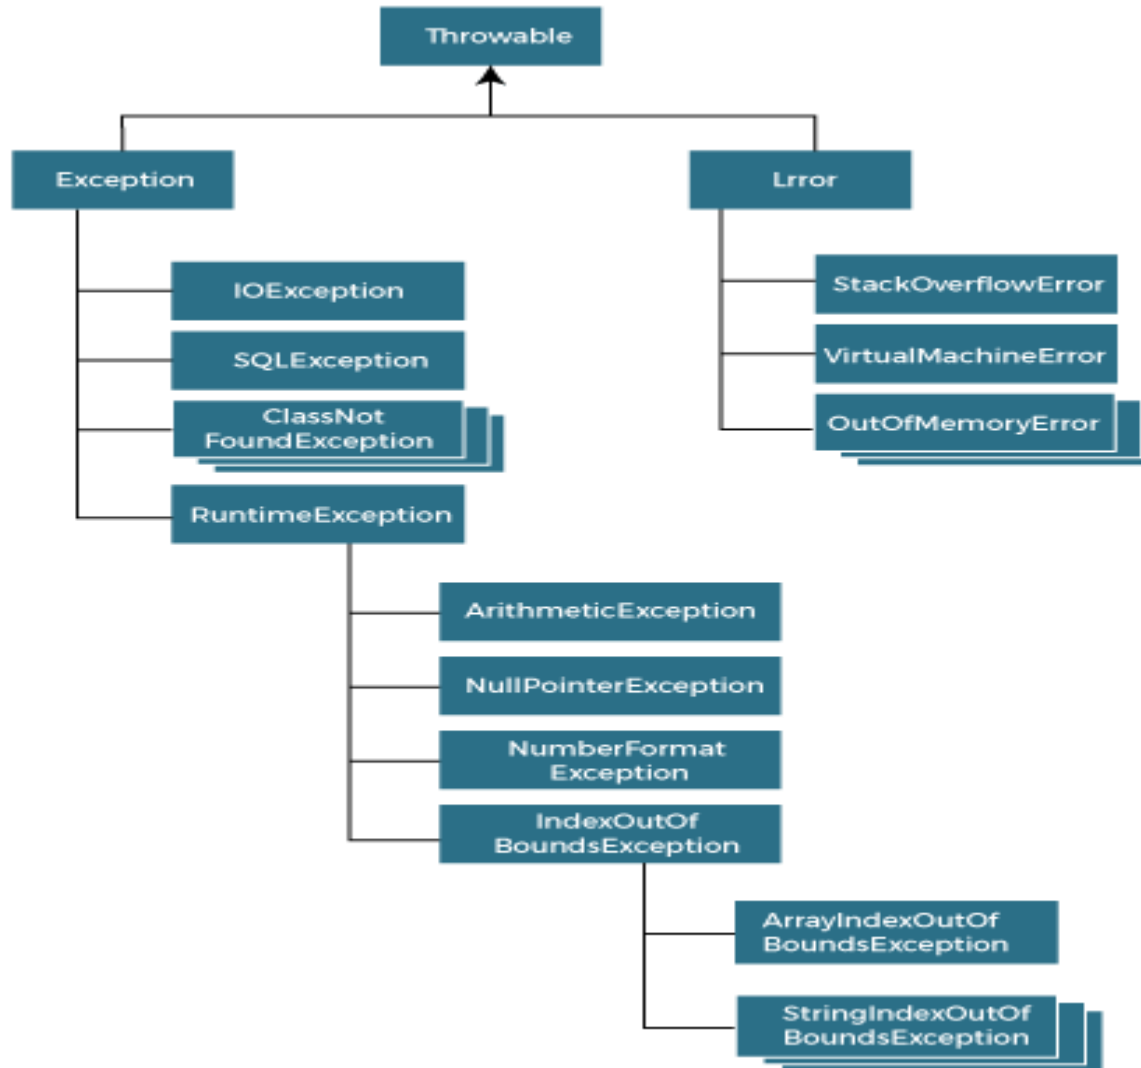 Throwable
Exception
Lrror
IOException
StackOverflowError
SQLException
VirtualMachineError
ClassNot
FoundException
OutOfMemoryError
RuntimeException
ArithmeticException
NullPointerException
NumberFormat
Exception
IndexOutOf
BoundsException
ArrayIndexOutOf
BoundsException
StringIndexOutOf
BoundsException